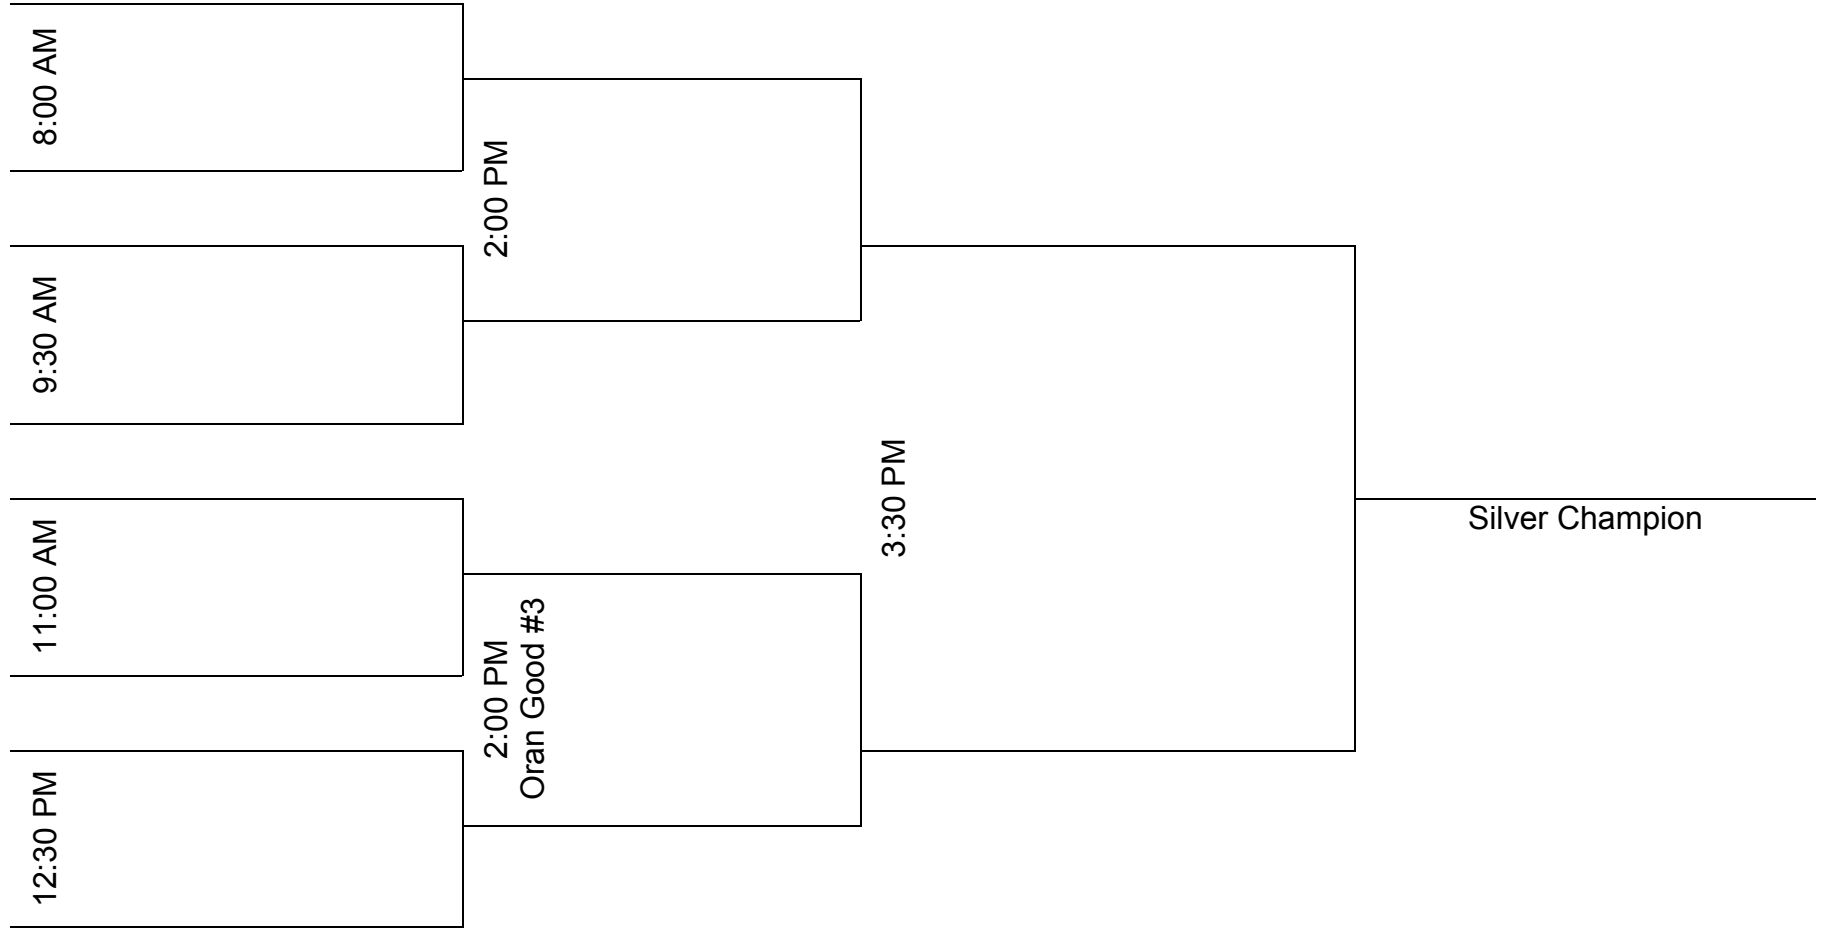 8:00 AM
9:30 AM
11:00 AM
12:30 PM
2:00 PM
2:00 PM
Oran Good #3
3:30 PM
Silver Champion